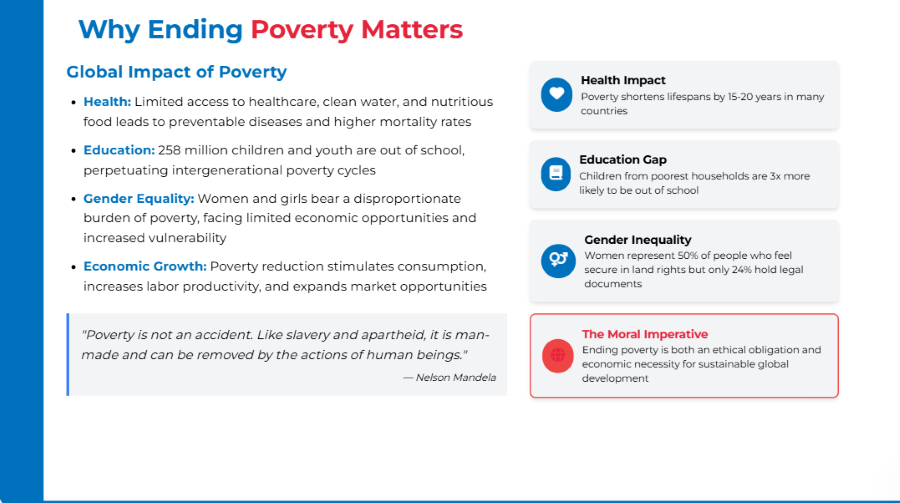 Why Ending Poverty Matters
Global Impact of Poverty
• Health: Limited access to healthcare, clean water, and nutritious
food leads to preventable diseases and higher mortality rates
• Education: 258 million children and youth are out of school,
perpetuating intergenerational poverty cycles
• Gender Equality: Women and girls bear a disproportionate
burden of poverty, facing limited economic opportunities and
increased vulnerability
• Economic Growth: Poverty reduction stimulates consumption,
increases labor productivity, and expands market opportunities
"Poverty is not an accident. Like slavery and apartheid, it is man-
made and can be removed by the actions of human beings."
— Nelson Mandela
Health Impact
Poverty shortens lifespans by 15-20 years in many
countries
Education Gap
Children from poorest households are 3x more
likely to be out of school
Gender Inequality
Women represent 50% of people who feel
secure in land rights but only 24% hold legal
documents
The Moral Imperative
Ending poverty is both an ethical obligation and
economic necessity for sustainable global
development